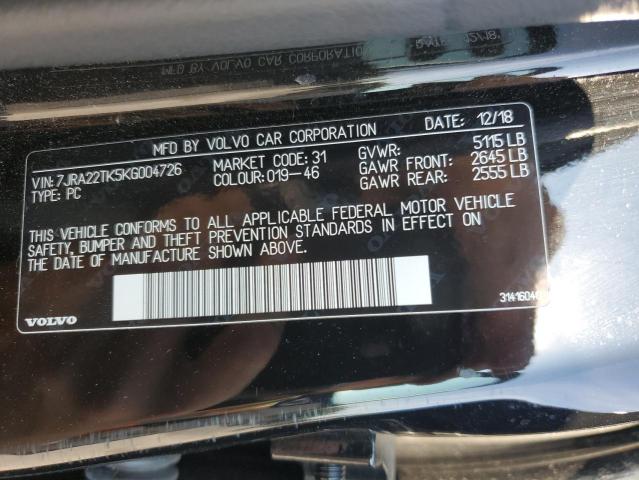 MFD BY VOLVO CAR CORPORATION DATE: 12/18
VIN: 7JRA22TK5KG004726 MARKET CODE: 31 GVWR: 5115 LB
TYPE: PC COLOUR: 019-46 GAWR FRONT: 2645 LB
GAWR REAR: 2555 LB
THIS VEHICLE CONFORMS TO ALL APPLICABLE FEDERAL MOTOR VEHICLE
SAFETY, BUMPER AND THEFT PREVENTION STANDARDS IN EFFECT ON
THE DATE OF MANUFACTURE SHOWN ABOVE.
VOLVO